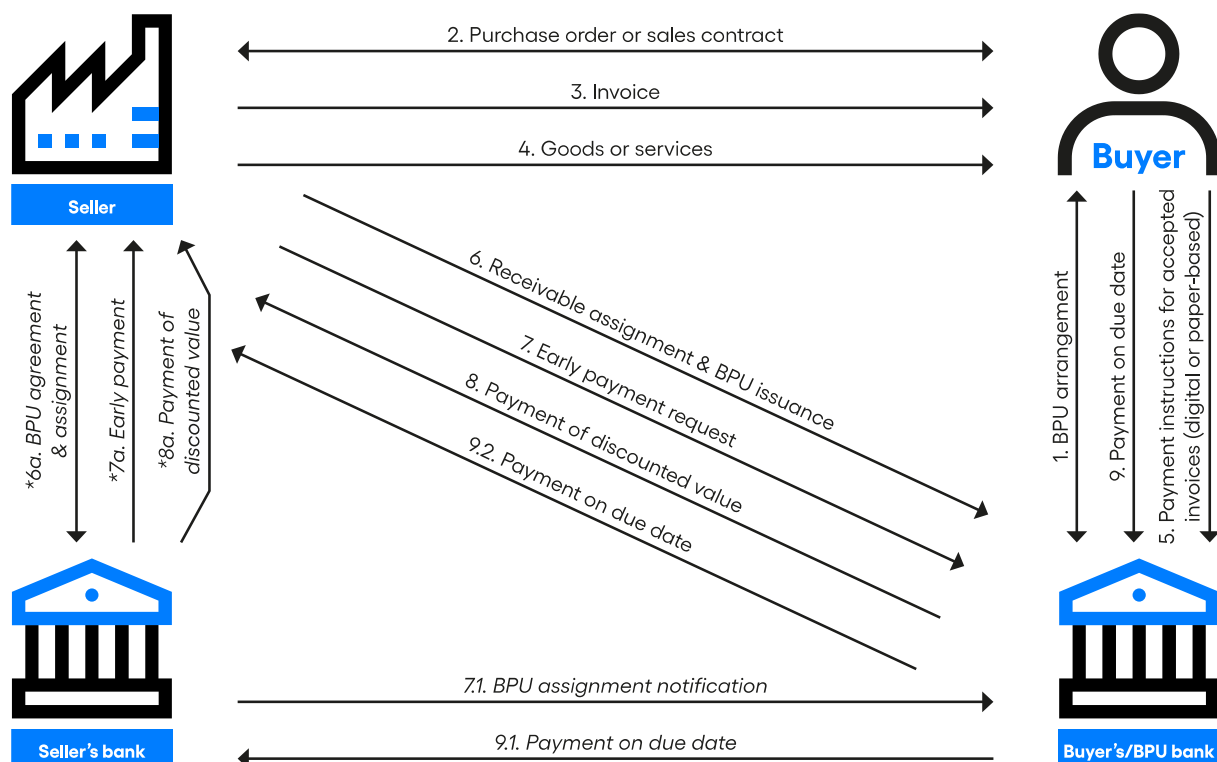 2. Purchase order or sales contract
3. Invoice
4. Goods or services
Buyer
Seller
6. Receivable assignment & BPU issuance
7. Early payment request
8. Payment of discounted value
9.2. Payment on due date
*6a. BPU agreement
& assignment
*7a. Early payment
*8a. Payment of
discounted value
1. BPU arrangement
9. Payment on due date
5. Payment instructions for accepted
invoices (digital or paper-based)
7.1. BPU assignment notification
9.1. Payment on due date
Seller's bank
Buyer's/BPU bank